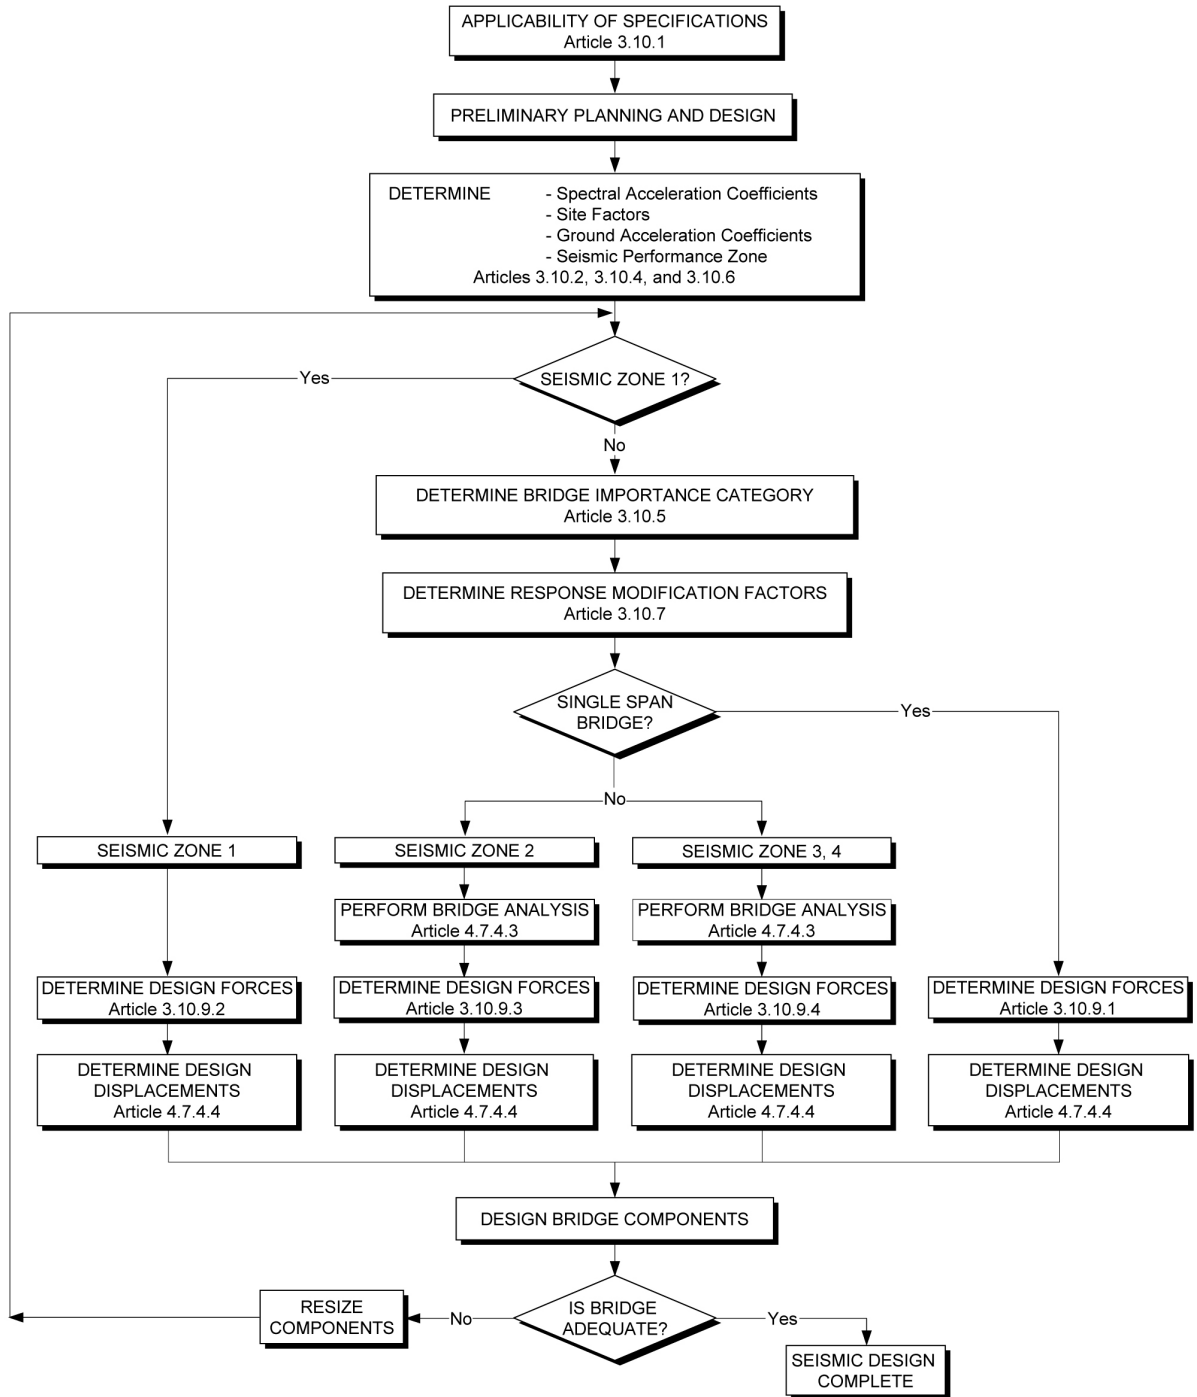 APPLICABILITY OF SPECIFICATIONS
Article 3.10.1
PRELIMINARY PLANNING AND DESIGN
DETERMINE - Spectral Acceleration Coefficients
- Site Factors
- Ground Acceleration Coefficients
- Seismic Performance Zone
Articles 3.10.2, 3.10.4, and 3.10.6
SEISMIC ZONE 1?
Yes
No
DETERMINE BRIDGE IMPORTANCE CATEGORY
Article 3.10.5
DETERMINE RESPONSE MODIFICATION FACTORS
Article 3.10.7
SINGLE SPAN
BRIDGE?
Yes
No
SEISMIC ZONE 1
SEISMIC ZONE 2
SEISMIC ZONE 3, 4
PERFORM BRIDGE ANALYSIS
Article 4.7.4.3
PERFORM BRIDGE ANALYSIS
Article 4.7.4.3
DETERMINE DESIGN FORCES
Article 3.10.9.2
DETERMINE DESIGN FORCES
Article 3.10.9.3
DETERMINE DESIGN FORCES
Article 3.10.9.4
DETERMINE DESIGN FORCES
Article 3.10.9.1
DETERMINE DESIGN
DISPLACEMENTS
Article 4.7.4.4
DETERMINE DESIGN
DISPLACEMENTS
Article 4.7.4.4
DETERMINE DESIGN
DISPLACEMENTS
Article 4.7.4.4
DETERMINE DESIGN
DISPLACEMENTS
Article 4.7.4.4
DESIGN BRIDGE COMPONENTS
IS BRIDGE
ADEQUATE?
No
RESIZE
COMPONENTS
Yes
SEISMIC DESIGN
COMPLETE